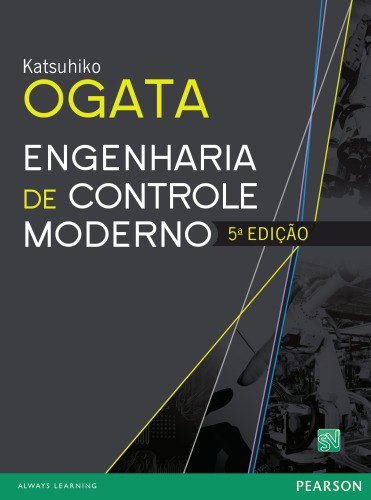 Katsuhiko
OGATA
ENGENHARIA
DE CONTROLE
MODERNO 5ª EDIÇÃO
SV
ALWAYS LEARNING PEARSON